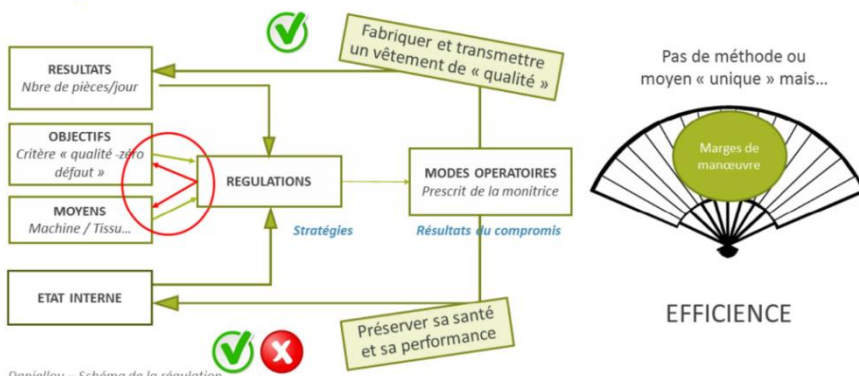 RESULTATS
Nbre de pièces/jour
OBJECTIFS
Critère « qualité -zéro
défaut »
MOYENS
Machine / Tissu...
ETAT INTERNE
REGULATIONS
Stratégies
MODES OPERATOIRES
Prescrit de la monitrice
Résultats du compromis
Fabriquer et transmettre
un vêtement de « qualité »
Préserver sa santé
et sa performance
Pas de méthode ou
moyen « unique » mais...
Marges de
manœuvre
EFFICIENCE
Daniellou – Schéma de la régulation